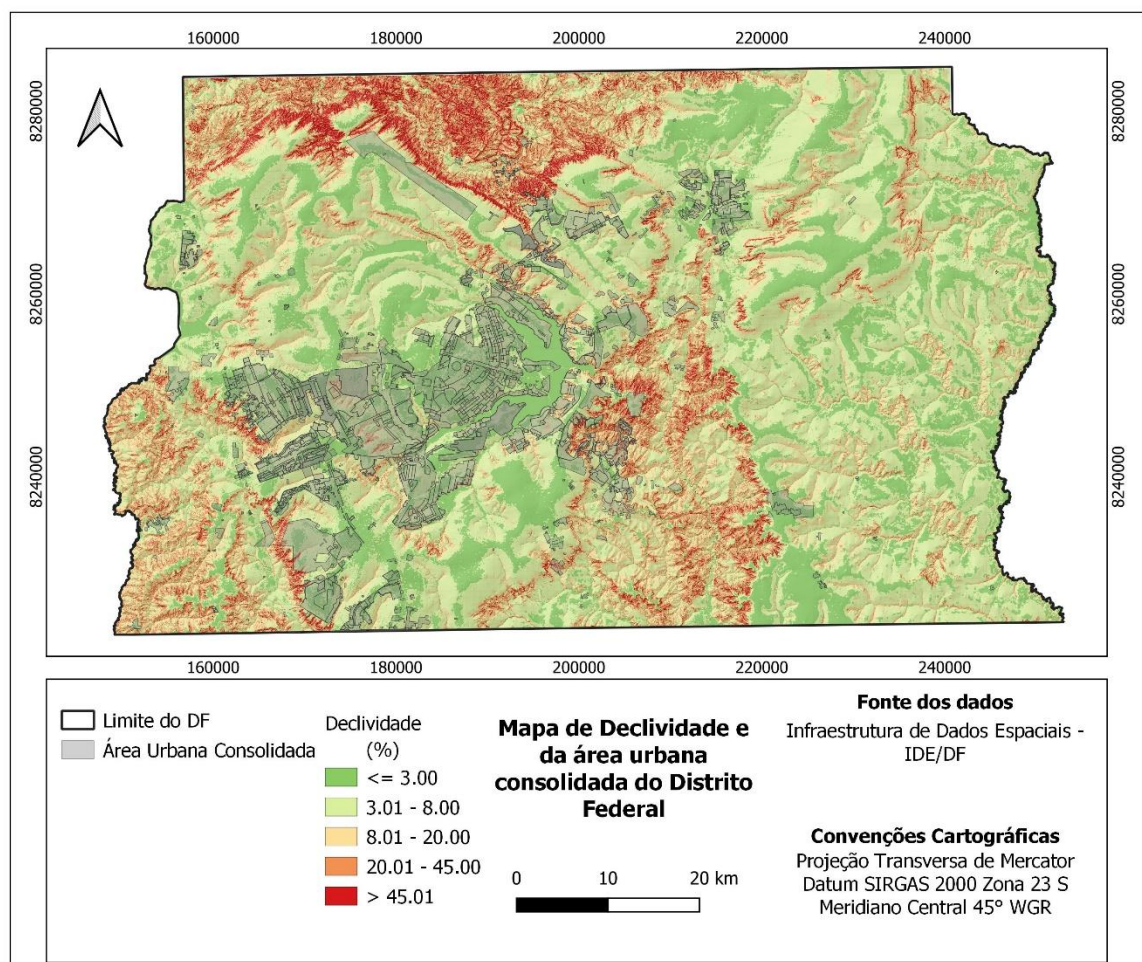 160000 180000 200000 220000 240000
8280000
8260000
8240000
8280000
8260000
8240000
160000 180000 200000 220000 240000
Limite do DF
Área Urbana Consolidada
Declividade
(%)
<= 3.00
3.01 - 8.00
8.01 - 20.00
20.01 - 45.00
> 45.01
Mapa de Declividade e
da área urbana
consolidada do Distrito
Federal
0 10 20 km
Fonte dos dados
Infraestrutura de Dados Espaciais -
IDE/DF
Convenções Cartográficas
Projeção Transversa de Mercator
Datum SIRGAS 2000 Zona 23 S
Meridiano Central 45° WGR